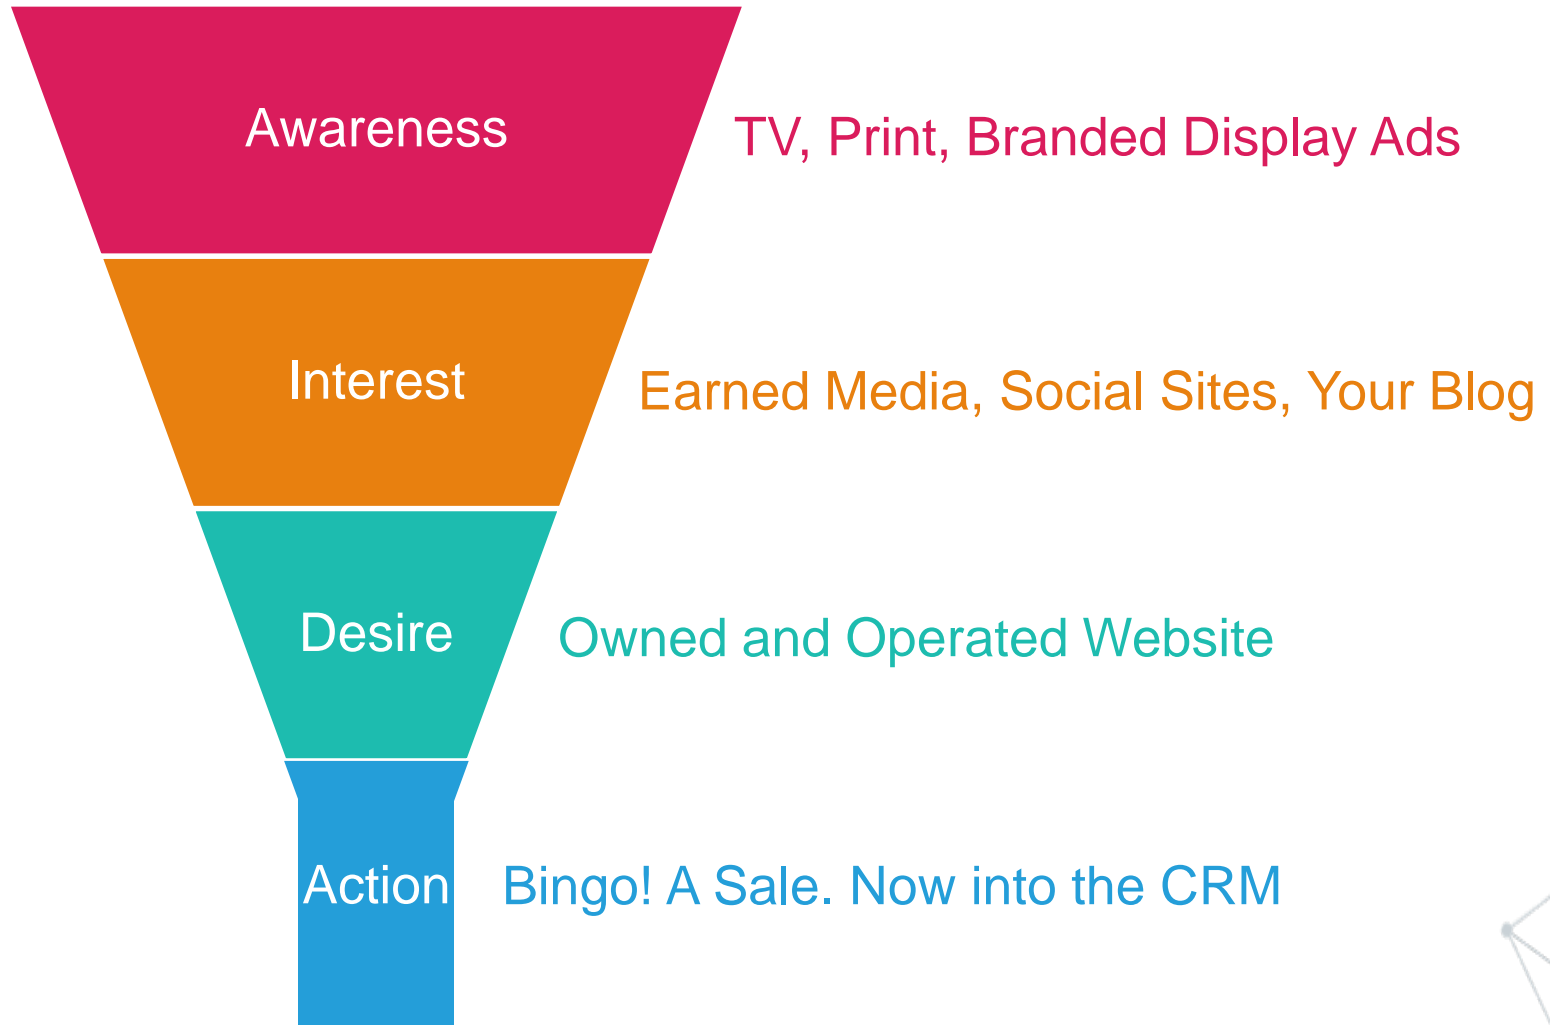 Awareness
TV, Print, Branded Display Ads
Interest
Earned Media, Social Sites, Your Blog
Desire
Owned and Operated Website
Action
Bingo! A Sale. Now into the CRM